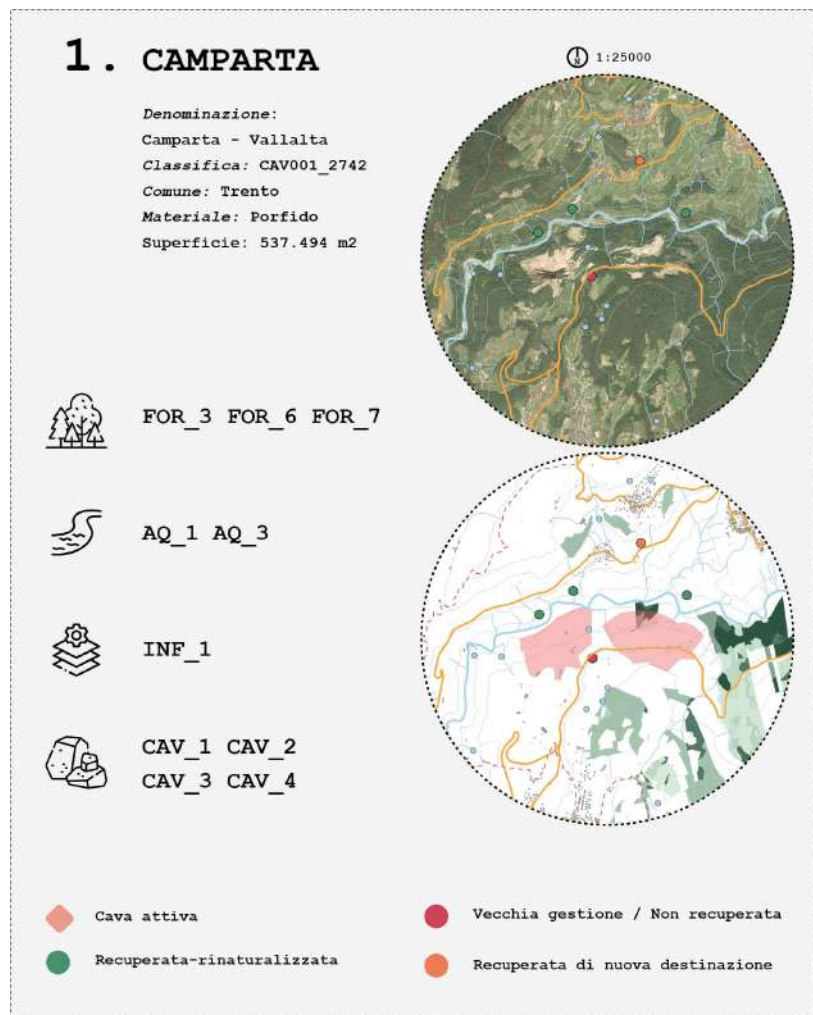 1. CAMPARTA
1:25000
N
Denominazione:
Camparta - Vallalta
Classifica: CAV001_2742
Comune: Trento
Materiale: Porfido
Superficie: 537.494 m2
FOR_3 FOR_6 FOR_7
AQ_1 AQ_3
INF_1
CAV_1 CAV_2
CAV_3 CAV_4
Cava attiva
Vecchia gestione / Non recuperata
Recuperata-rinaturalizzata
Recuperata di nuova destinazione